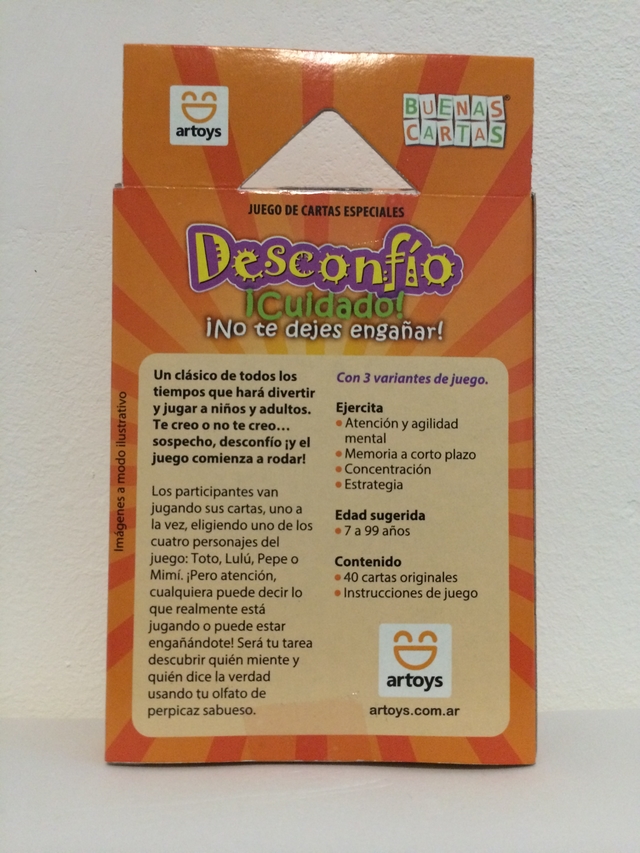 artoys
BUENAS
CARTAS
JUEGO DE CARTAS ESPECIALES
Desconfío
¡Cuidado!
¡No te dejes engañar!
Imágenes a modo ilustrativo
Un clásico de todos los
tiempos que hará divertir
y jugar a niños y adultos.
Te creo o no te creo...
sospecho, desconfío ¡y el
juego comienza a rodar!
Los participantes van
jugando sus cartas, uno a
la vez, eligiendo uno de los
cuatro personajes del
juego: Toto, Lulú, Pepe o
Mimí. ¡Pero atención,
cualquiera puede decir lo
que realmente está
jugando o puede estar
engañándote! Será tu tarea
descubrir quién miente y
quién dice la verdad
usando tu olfato de
perpicaz sabueso.
Con 3 variantes de juego.
Ejercita
• Atención y agilidad
mental
• Memoria a corto plazo
• Concentración
• Estrategia
Edad sugerida
• 7 a 99 años
Contenido
• 40 cartas originales
• Instrucciones de juego
artoys
artoys.com.ar